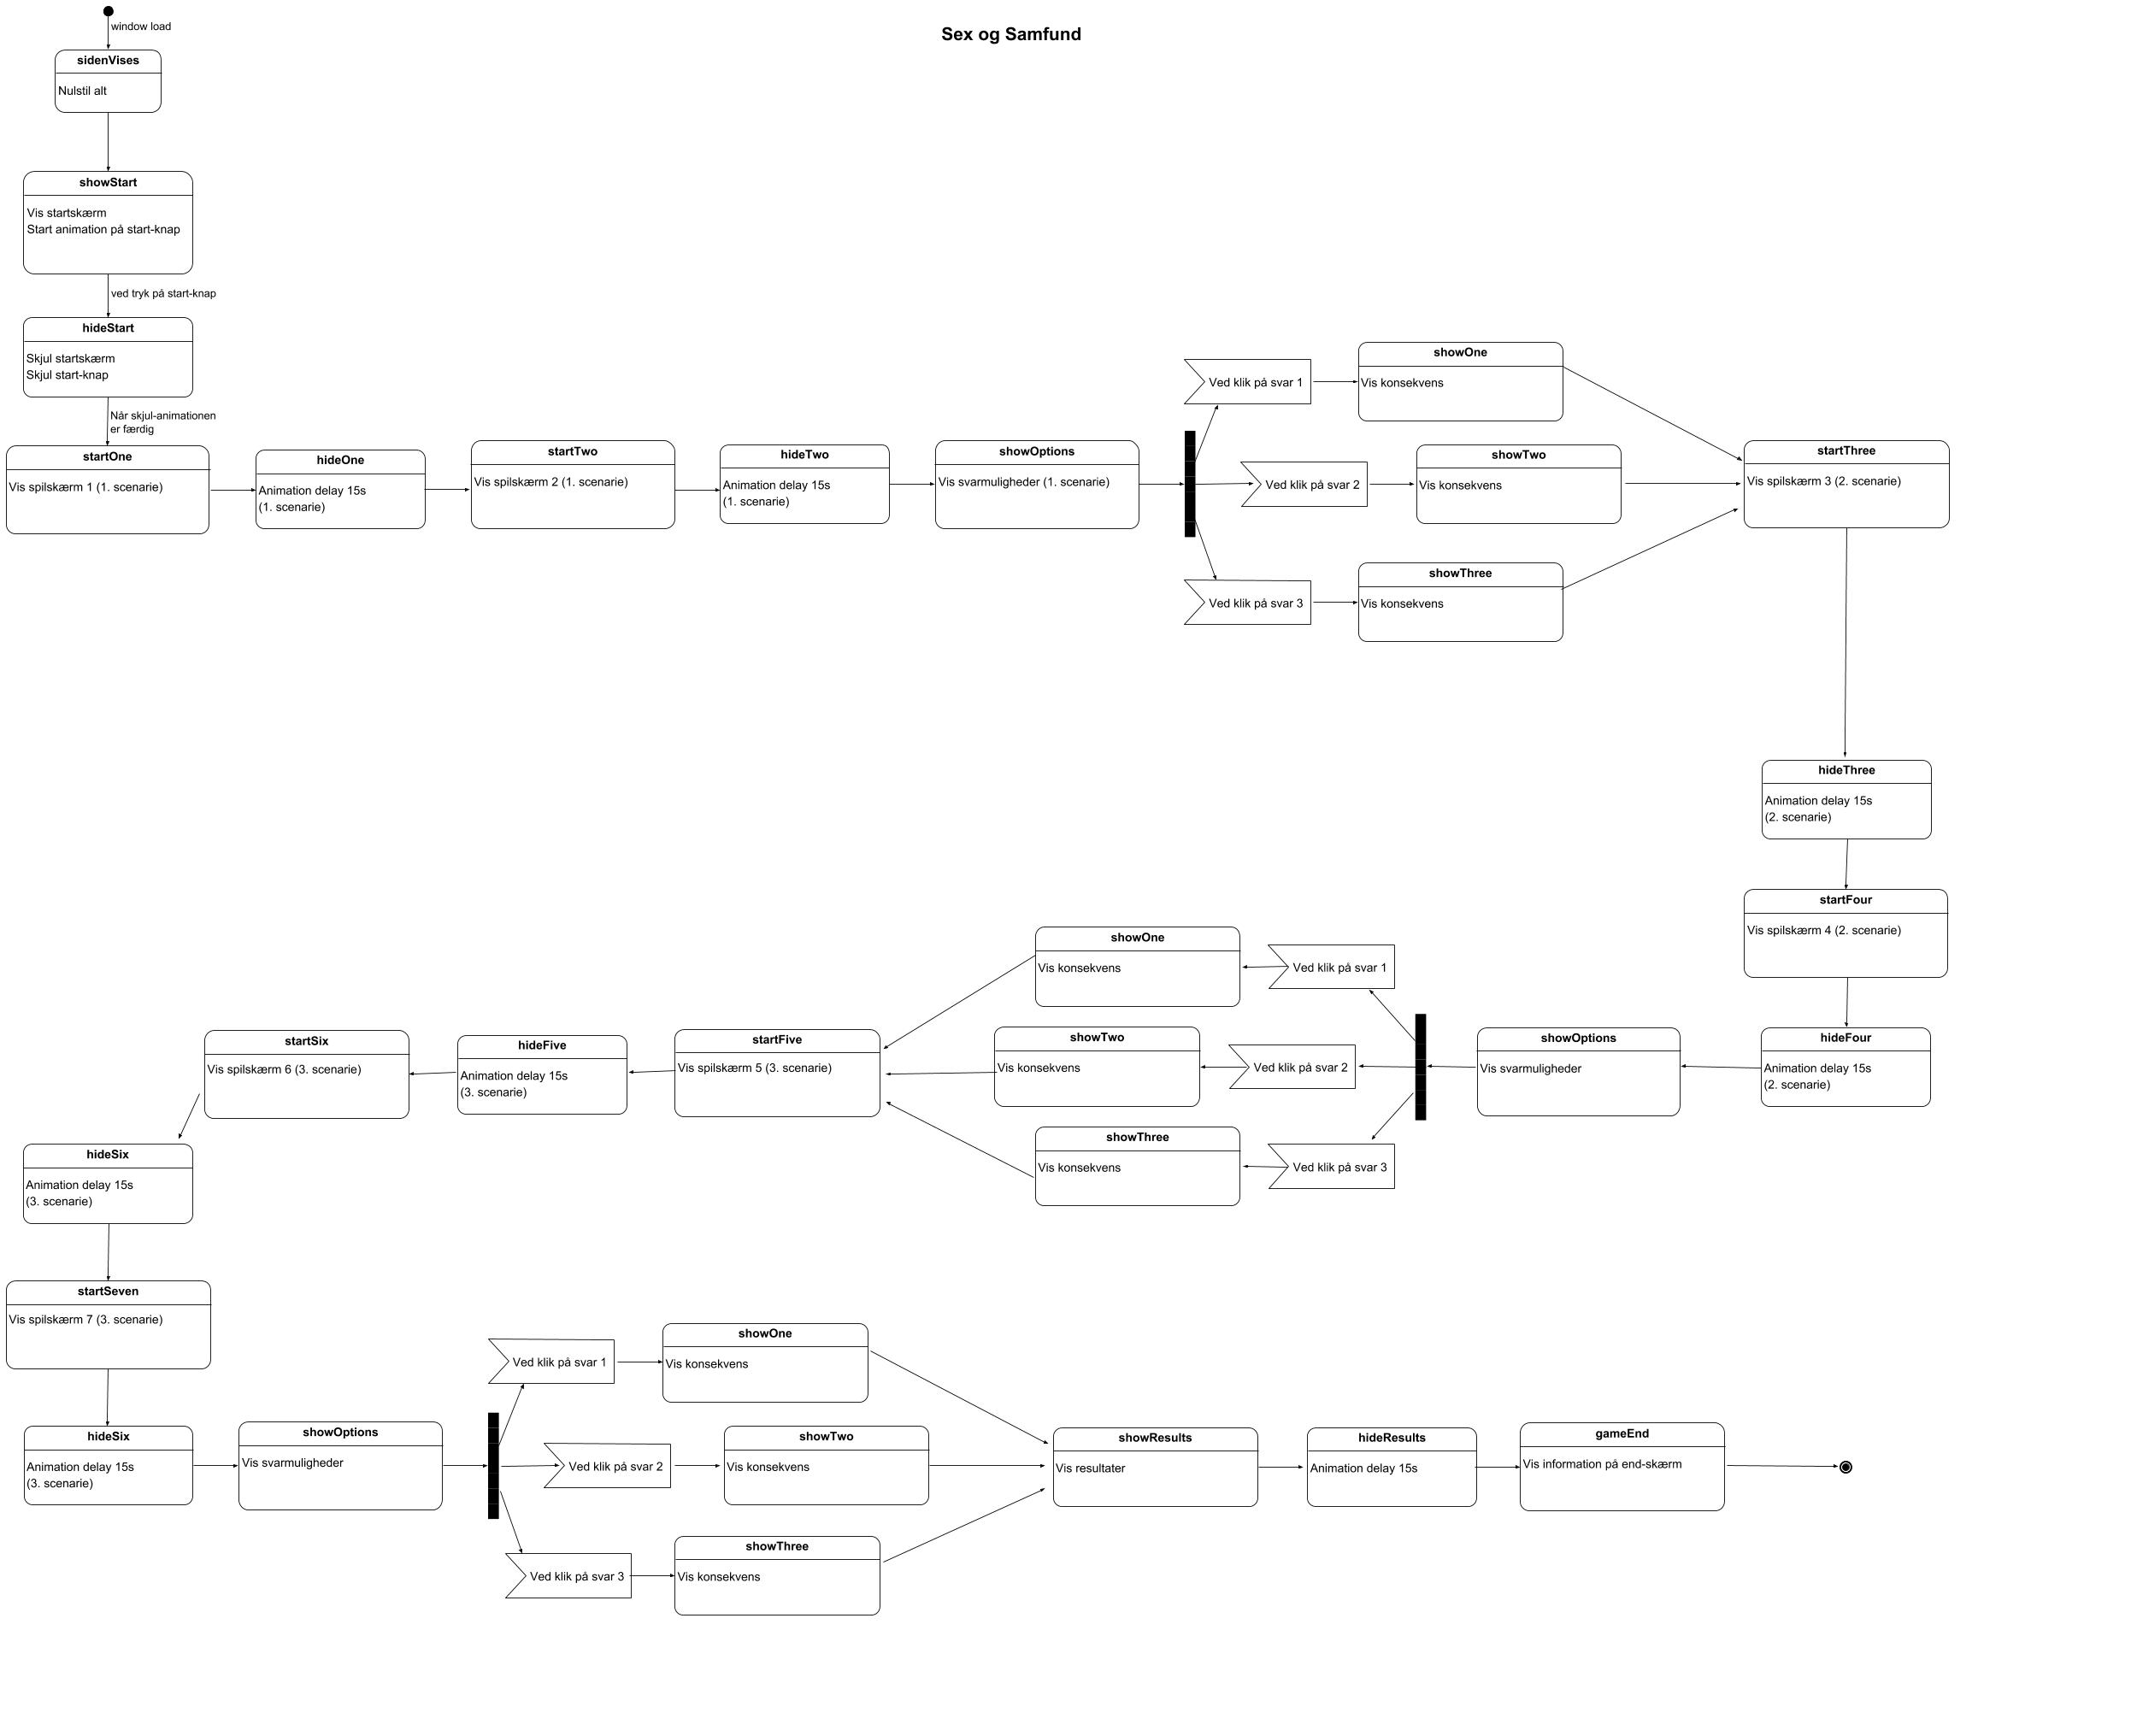 window load
Sex og Samfund
sidenVises
Nulstil alt
showStart
Vis startskærm
Start animation på start-knap
ved tryk på start-knap
hideStart
Skjul startskærm
Skjul start-knap
Når skjul-animationen
er færdig
startOne
Vis spilskærm 1 (1. scenarie)
hideOne
Animation delay 15s
(1. scenarie)
startTwo
Vis spilskærm 2 (1. scenarie)
hideTwo
Animation delay 15s
(1. scenarie)
showOptions
Vis svarmuligheder (1. scenarie)
Ved klik på svar 1
showOne
Vis konsekvens
Ved klik på svar 2
showTwo
Vis konsekvens
Ved klik på svar 3
showThree
Vis konsekvens
startThree
Vis spilskærm 3 (2. scenarie)
hideThree
Animation delay 15s
(2. scenarie)
startFour
Vis spilskærm 4 (2. scenarie)
hideFour
Animation delay 15s
(2. scenarie)
showOptions
Vis svarmuligheder
Ved klik på svar 1
showOne
Vis konsekvens
Ved klik på svar 2
showTwo
Vis konsekvens
Ved klik på svar 3
showThree
Vis konsekvens
startFive
Vis spilskærm 5 (3. scenarie)
hideFive
Animation delay 15s
(3. scenarie)
startSix
Vis spilskærm 6 (3. scenarie)
hideSix
Animation delay 15s
(3. scenarie)
startSeven
Vis spilskærm 7 (3. scenarie)
hideSix
Animation delay 15s
(3. scenarie)
showOptions
Vis svarmuligheder
Ved klik på svar 1
showOne
Vis konsekvens
Ved klik på svar 2
showTwo
Vis konsekvens
Ved klik på svar 3
showThree
Vis konsekvens
showResults
Vis resultater
hideResults
Animation delay 15s
gameEnd
Vis information på end-skærm